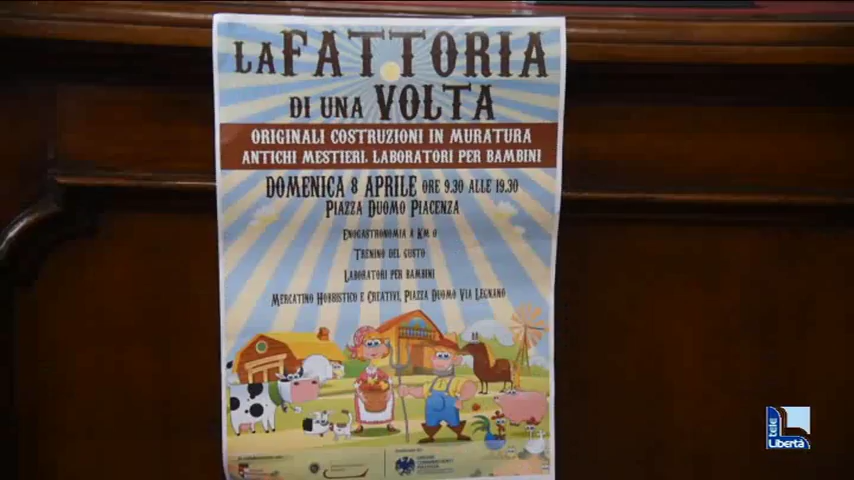 LA FATTORIA
DI UNA VOLTA
ORIGINALI COSTRUZIONI IN MURATURA
ANTICHI MESTIERI, LABORATORI PER BAMBINI
DOMENICA 8 APRILE ORE 9.30 ALLE 19.30
PIAZZA DUOMO PIACENZA
ENOGASTRONOMIA A KM 0
TRENINO DEL GUSTO
LABORATORI PER BAMBINI
MERCATINO HOBBISTICO E CREATIVI, PIAZZA DUOMO VIA LEGNANO
tele
Libertà